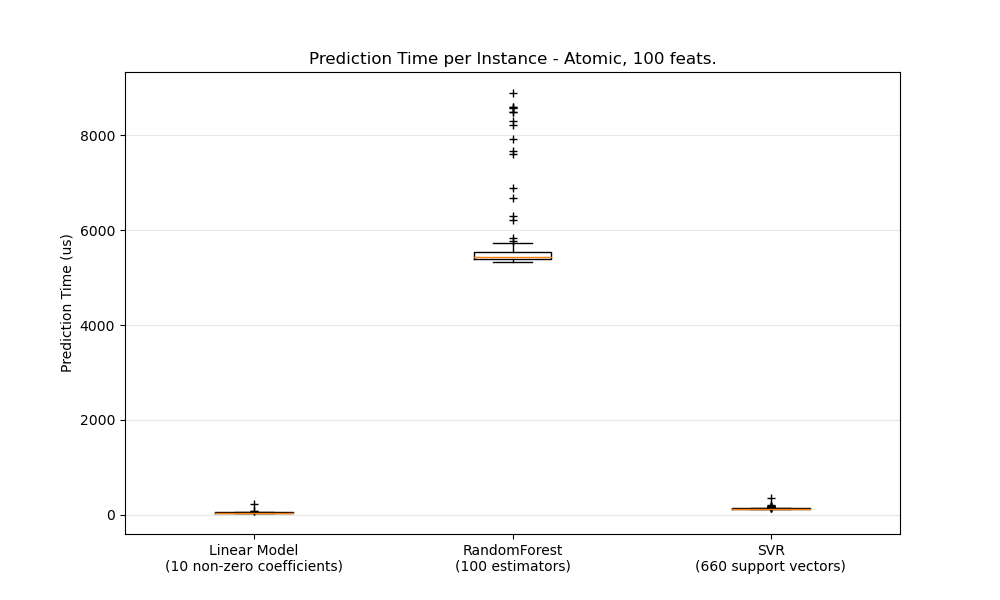 Prediction Time per Instance - Atomic, 100 feats.
Prediction Time (us)
8000
6000
4000
2000
0
Linear Model
(10 non-zero coefficients)
RandomForest
(100 estimators)
SVR
(660 support vectors)